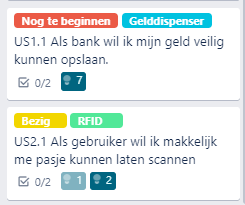 Nog te beginnen Gelddispenser
US1.1 Als bank wil ik mijn geld veilig
kunnen opslaan.
0/2 7
Bezig RFID
US2.1 Als gebruiker wil ik makkelijk
me pasje kunnen laten scannen
0/2 1 2